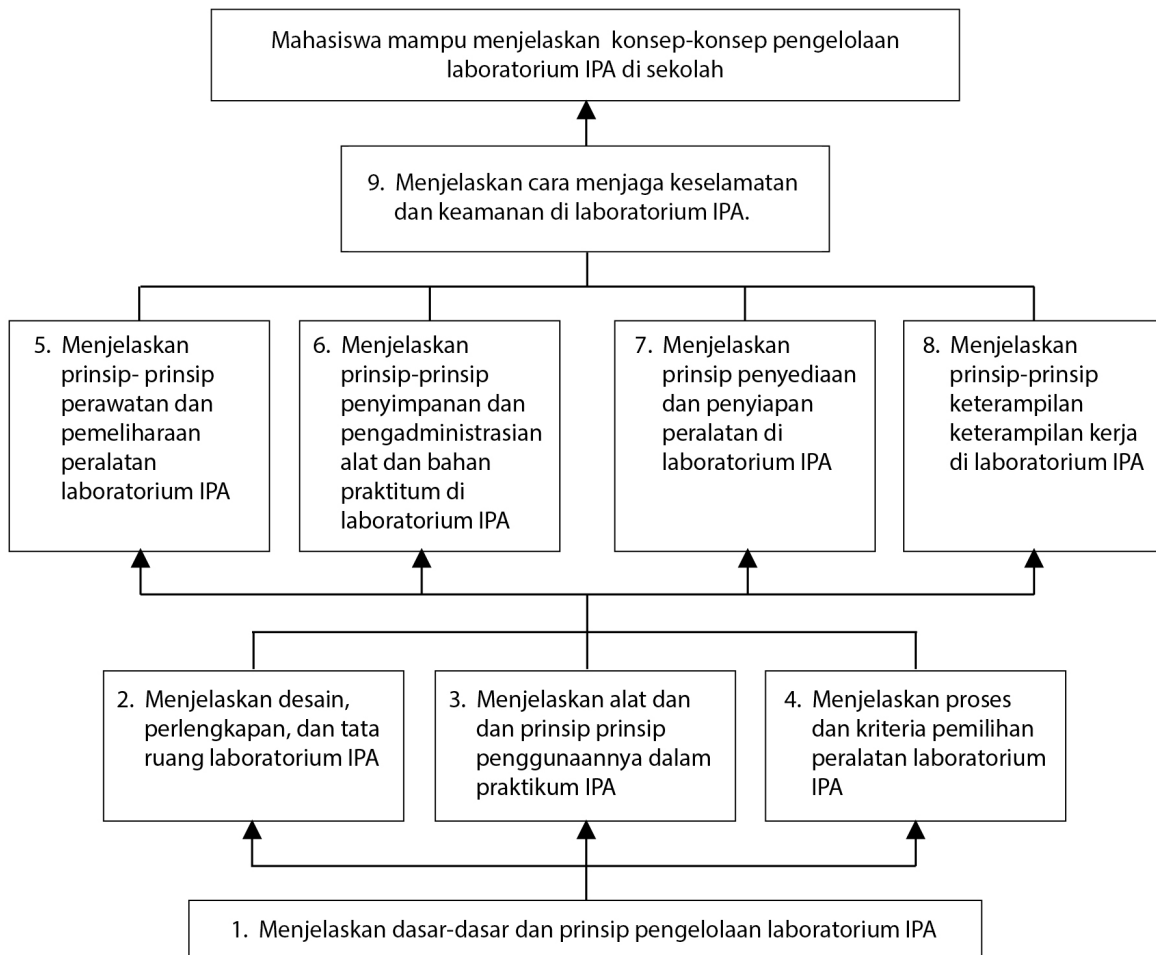 Mahasiswa mampu menjelaskan konsep-konsep pengelolaan
laboratorium IPA di sekolah
9. Menjelaskan cara menjaga keselamatan
dan keamanan di laboratorium IPA.
5. Menjelaskan
prinsip- prinsip
perawatan dan
pemeliharaan
peralatan
laboratorium IPA
6. Menjelaskan
prinsip-prinsip
penyimpanan dan
pengadministrasian
alat dan bahan
praktitum di
laboratorium IPA
7. Menjelaskan
prinsip penyediaan
dan penyiapan
peralatan di
laboratorium IPA
8. Menjelaskan
prinsip-prinsip
keterampilan
keterampilan kerja
di laboratorium IPA
2. Menjelaskan desain,
perlengkapan, dan tata
ruang laboratorium IPA
3. Menjelaskan alat dan
dan prinsip prinsip
penggunaannya dalam
praktikum IPA
4. Menjelaskan proses
dan kriteria pemilihan
peralatan laboratorium
IPA
1. Menjelaskan dasar-dasar dan prinsip pengelolaan laboratorium IPA